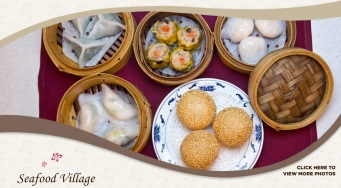 Seafood Village
CLICK HERE TO
VIEW MORE PHOTOS